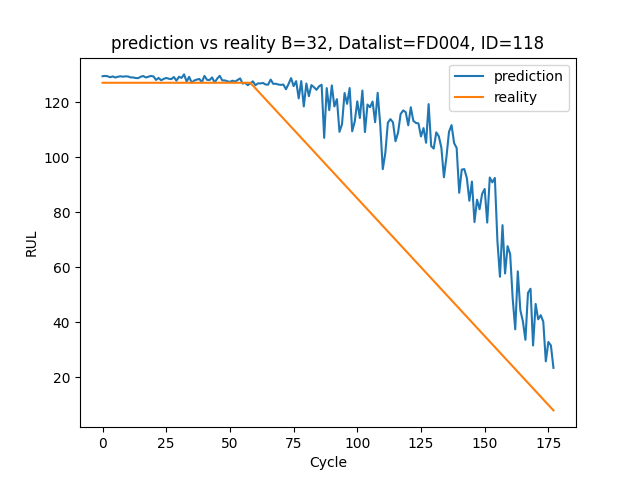 prediction vs reality B=32, Datalist=FD004, ID=118
prediction
reality
RUL
120
100
80
60
40
20
0 25 50 75 100 125 150 175
Cycle